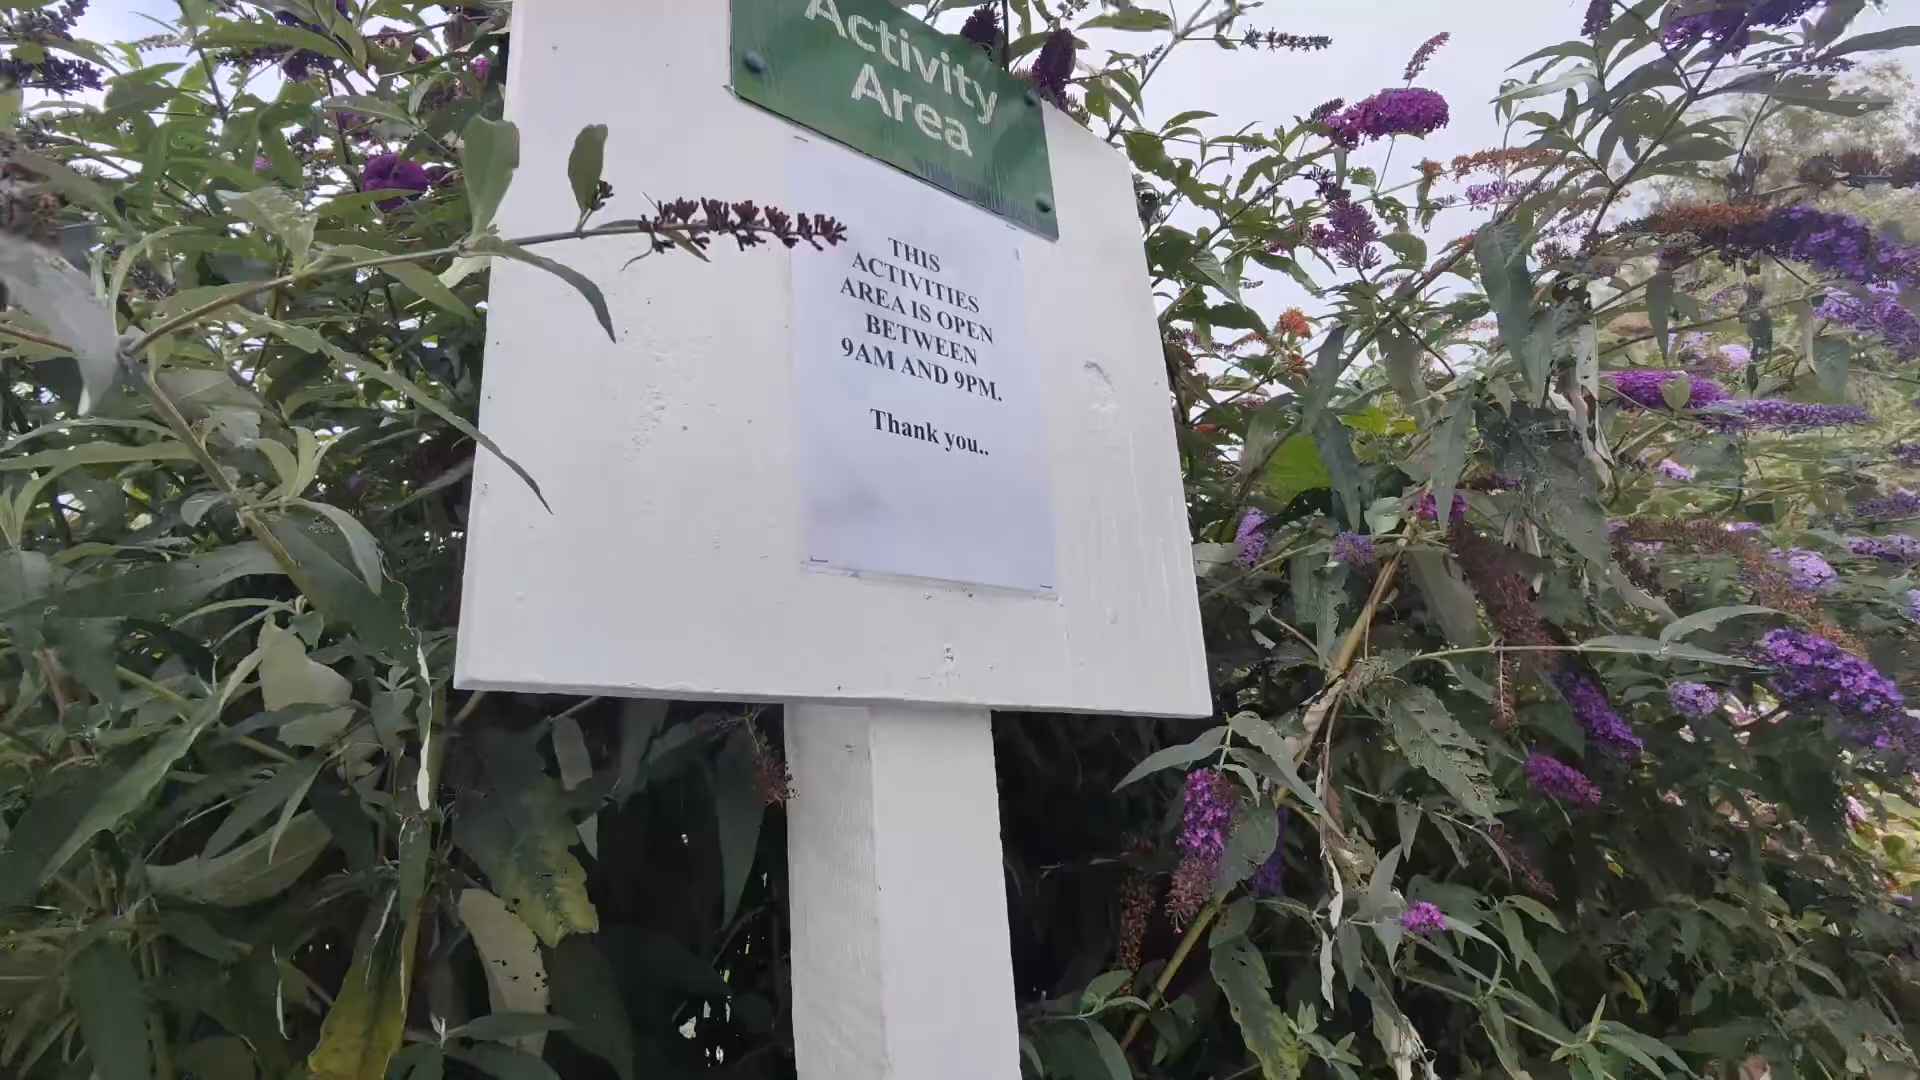 Activity
Area
THIS
ACTIVITIES
AREA IS OPEN
BETWEEN
9AM AND 9PM.
Thank you..